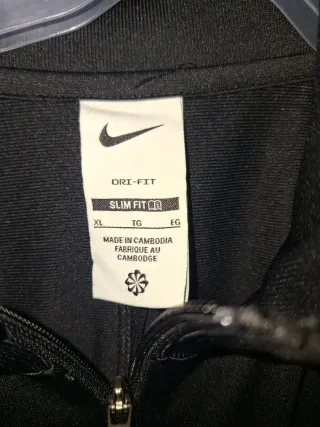 DRI-FIT
SLIM FIT
XL TG EG
MADE IN CAMBODIA
FABRIQUE AU
CAMBODGE